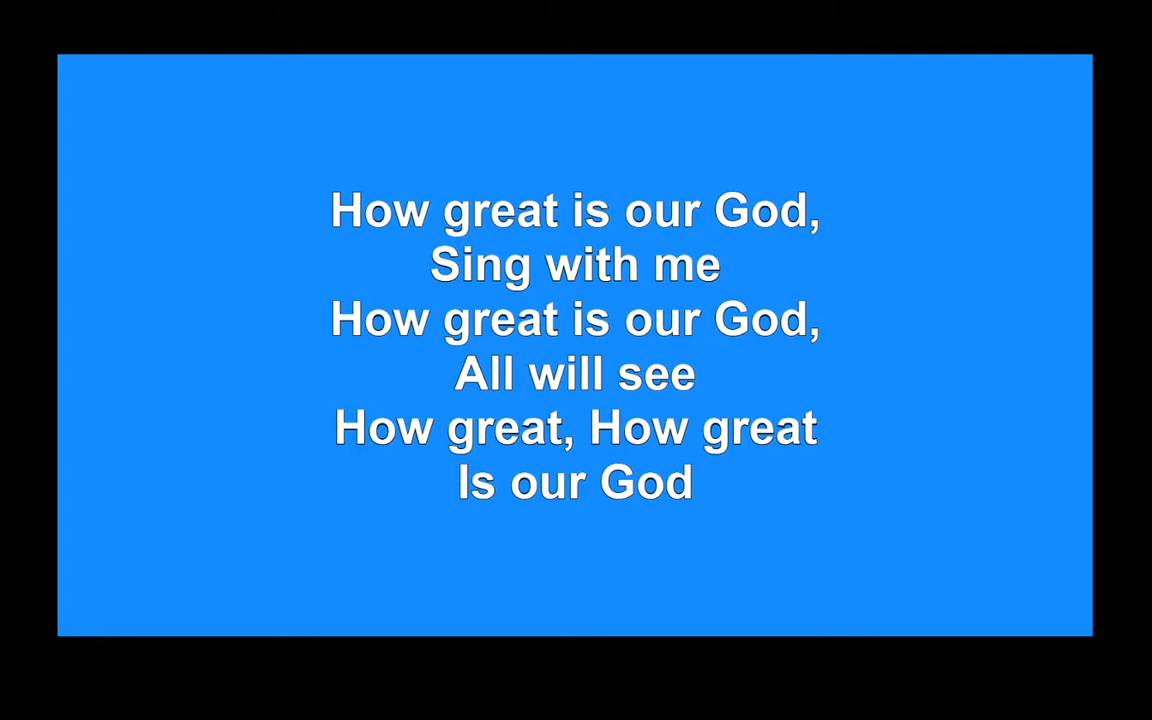 How great is our God,
Sing with me
How great is our God,
All will see
How great, How great
Is our God